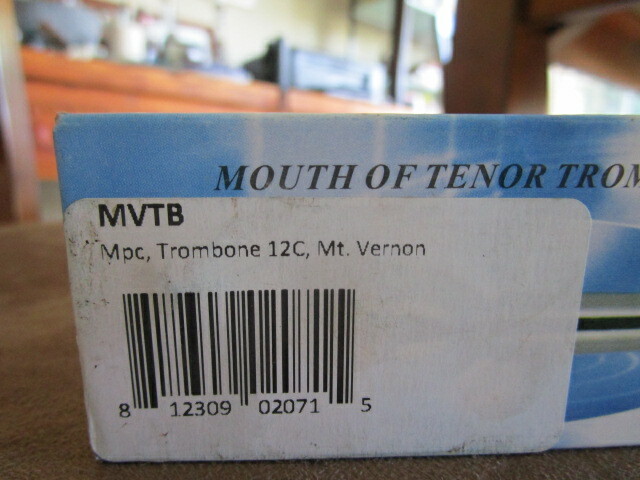 MOUTH OF TENOR TROM
MVTB
Mpc, Trombone 12C, Mt. Vernon
8 12309 02071 5